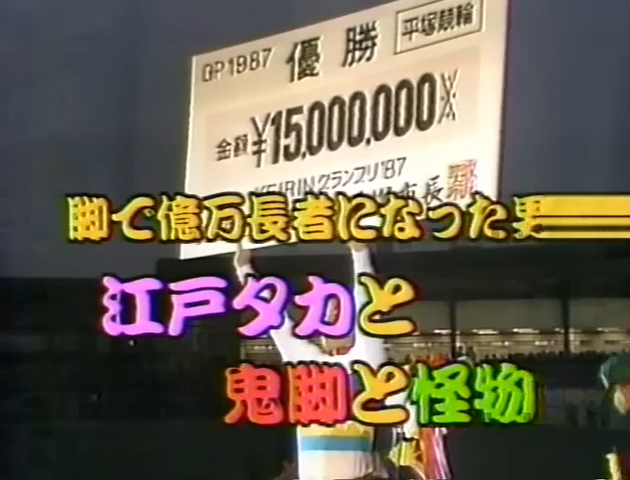 GP1987 優勝 平塚競輪
金額¥15,000,000※
KEIRINグランプリ'87
市長
脚で億万長者になった男
江戸タカと
鬼脚と怪物